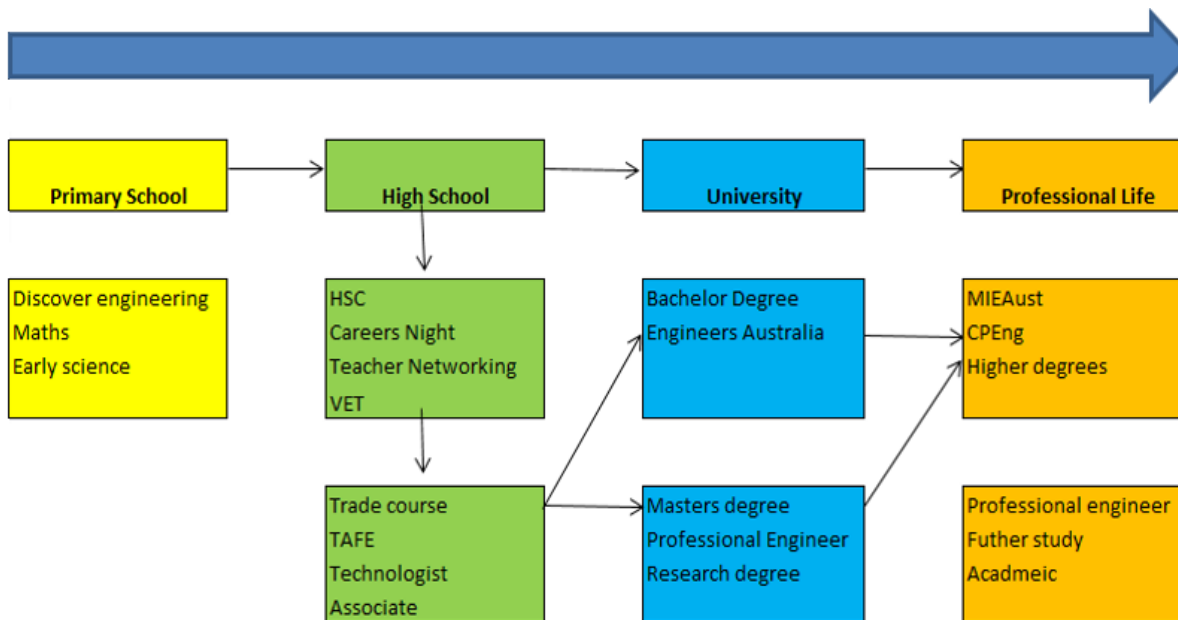 Primary School
High School
University
Professional Life
Discover engineering
Maths
Early science
HSC
Careers Night
Teacher Networking
VET
Bachelor Degree
Engineers Australia
MIEAust
CPEng
Higher degrees
Trade course
TAFE
Technologist
Associate
Masters degree
Professional Engineer
Research degree
Professional engineer
Futher study
Acadmeic